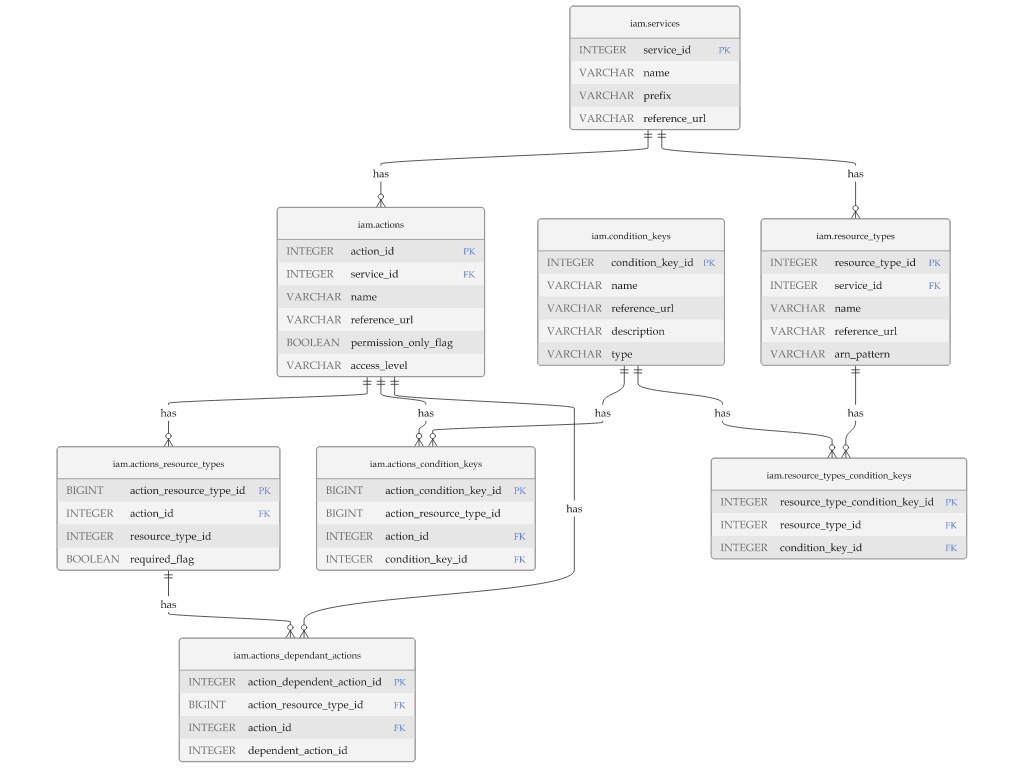 iam.services
INTEGER service_id PK
VARCHAR name
VARCHAR prefix
VARCHAR reference_url
has
has
iam.actions
INTEGER action_id PK
INTEGER service_id FK
VARCHAR name
VARCHAR reference_url
BOOLEAN permission_only_flag
VARCHAR access_level
iam.condition_keys
INTEGER condition_key_id PK
VARCHAR name
VARCHAR reference_url
VARCHAR description
VARCHAR type
iam.resource_types
INTEGER resource_type_id PK
INTEGER service_id FK
VARCHAR name
VARCHAR reference_url
VARCHAR arn_pattern
has
has
has
has
has
iam.actions_resource_types
BIGINT action_resource_type_id PK
INTEGER action_id FK
INTEGER resource_type_id
BOOLEAN required_flag
iam.actions_condition_keys
BIGINT action_condition_key_id PK
BIGINT action_resource_type_id
INTEGER action_id FK
INTEGER condition_key_id FK
has
iam.resource_types_condition_keys
INTEGER resource_type_condition_key_id PK
INTEGER resource_type_id FK
INTEGER condition_key_id FK
has
iam.actions_dependant_actions
INTEGER action_dependent_action_id PK
BIGINT action_resource_type_id FK
INTEGER action_id FK
INTEGER dependent_action_id